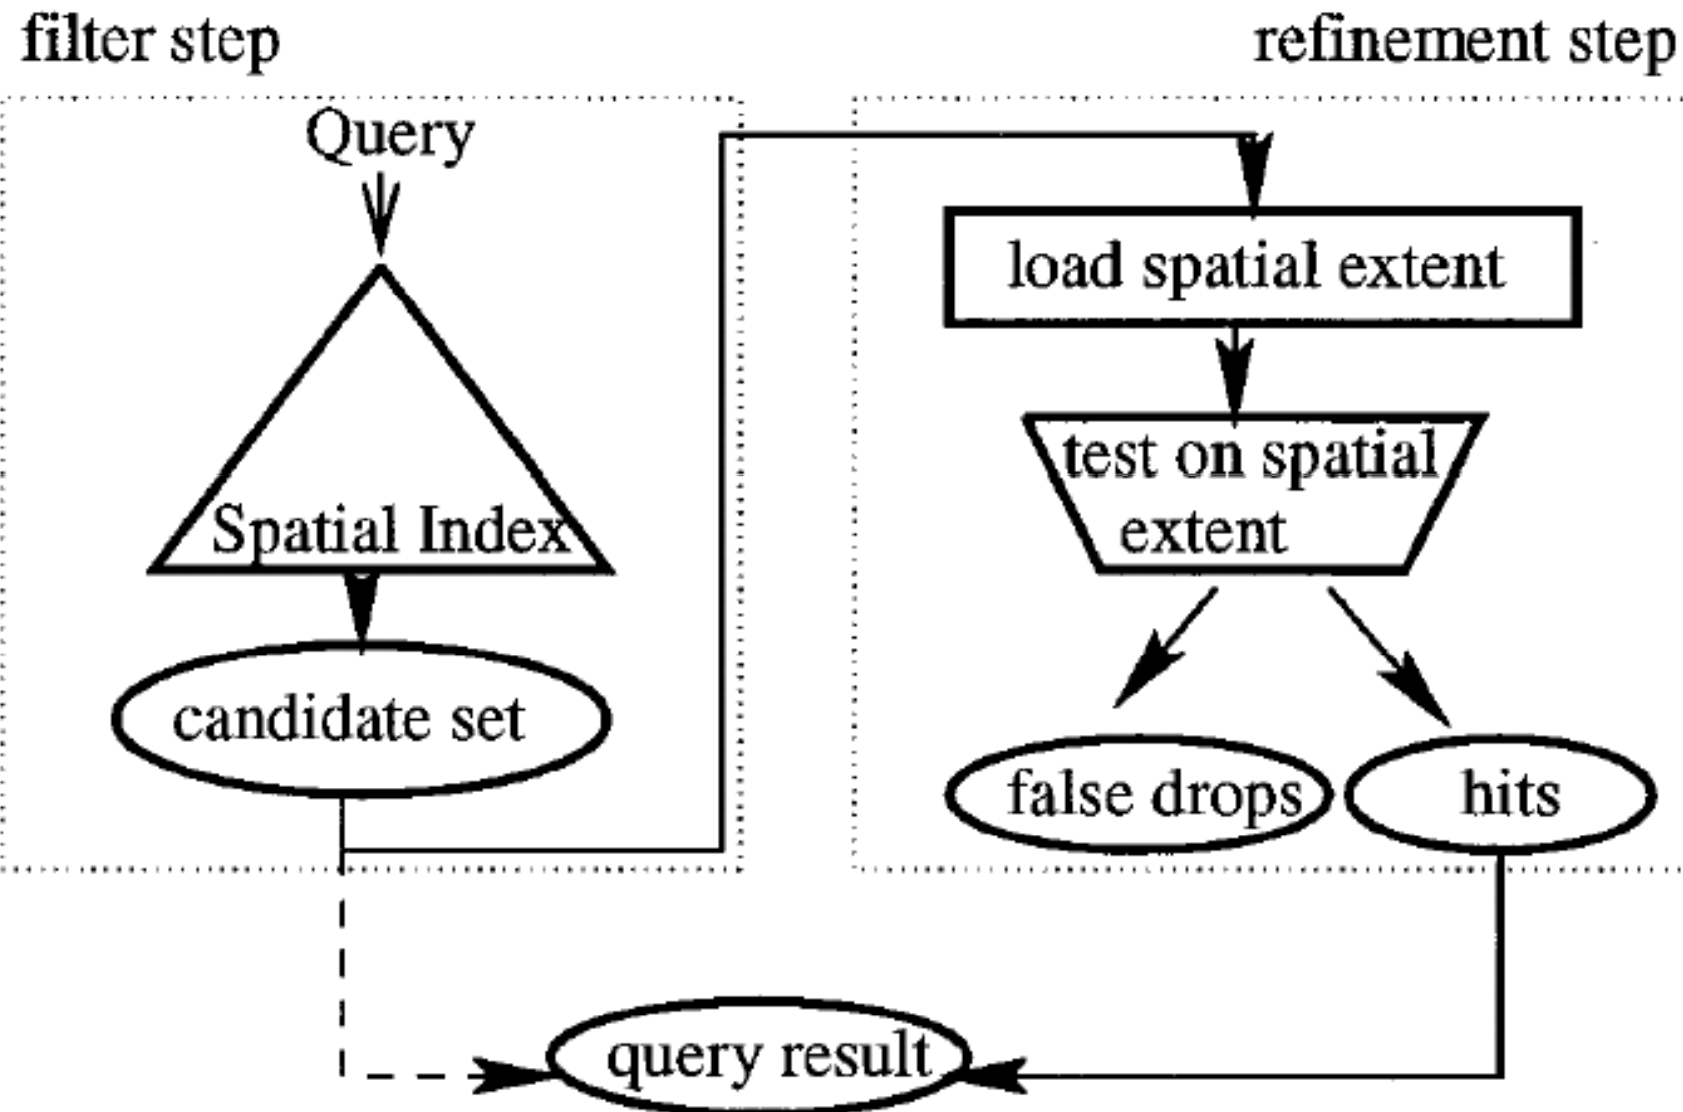 filter step
refinement step
Query
Spatial Index
candidate set
load spatial extent
test on spatial
extent
false drops
hits
query result